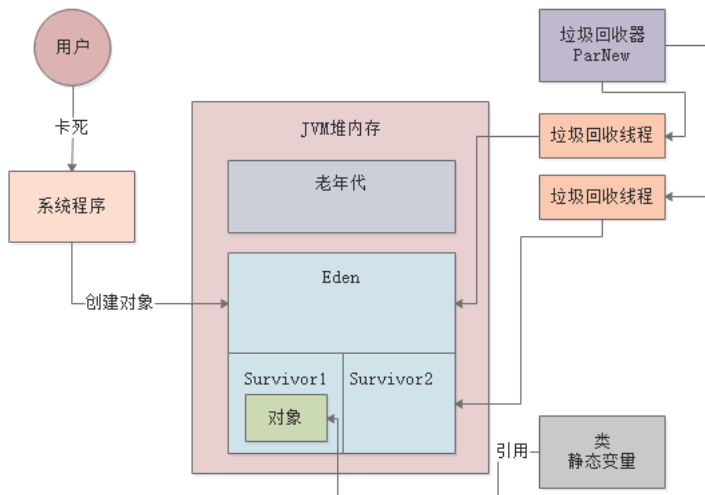 用户
垃圾回收器
ParNew
卡死
JVM堆内存
垃圾回收线程
老年代
垃圾回收线程
系统程序
Eden
创建对象
Survivor1
Survivor2
对象
引用
类
静态变量